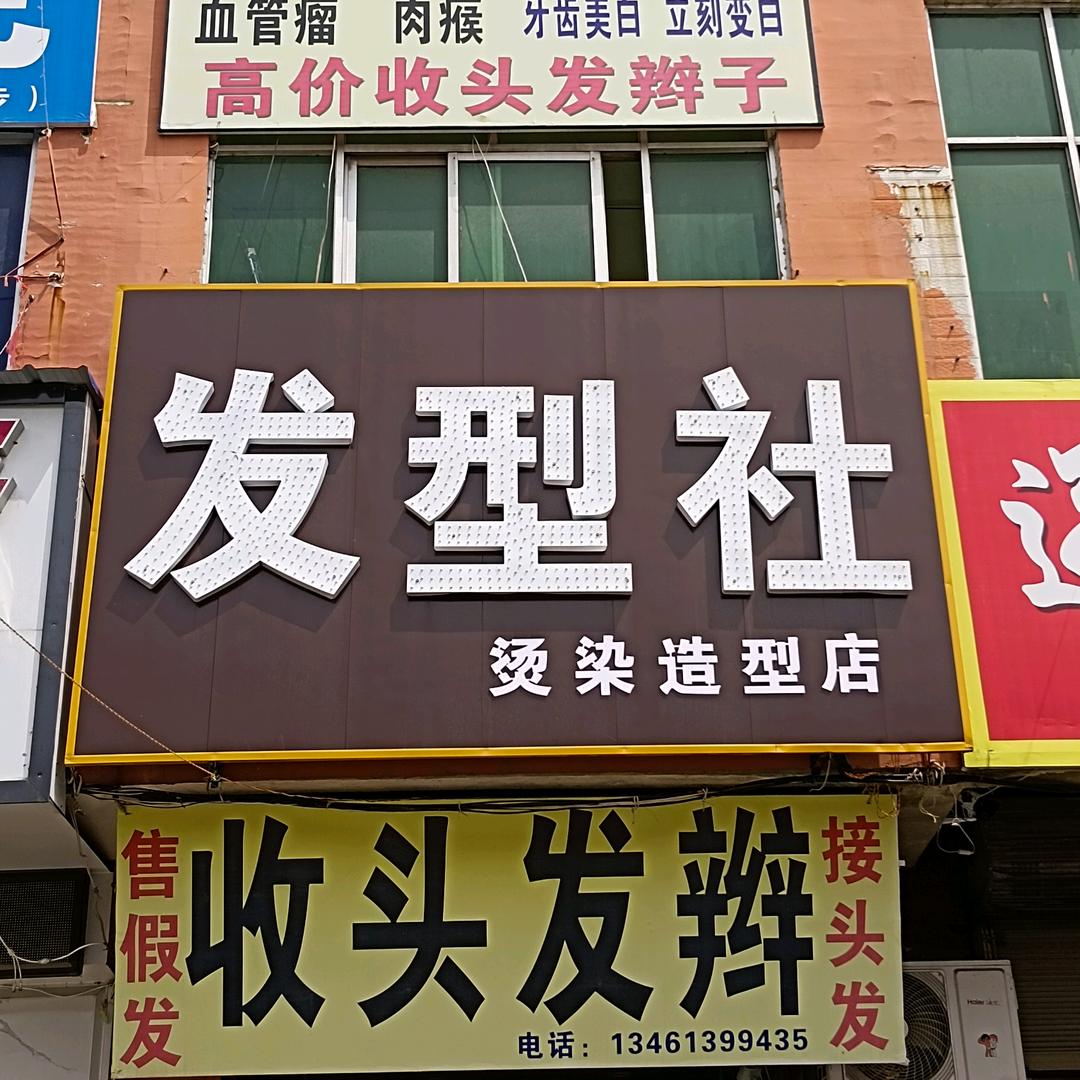 血管瘤 肉瘊 牙齿美白 立刻变白
高价收头发辫子
发型社
烫染造型店
售假发
收头发辫
接头发
电话：13461399435
Haier